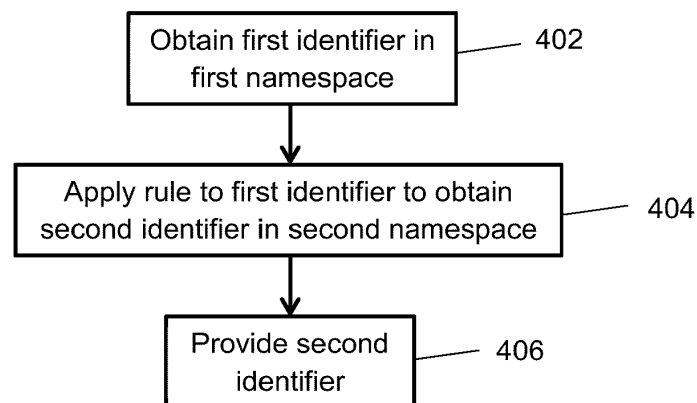 Obtain first identifier in
first namespace
402
Apply rule to first identifier to obtain
second identifier in second namespace
404
Provide second
identifier
406